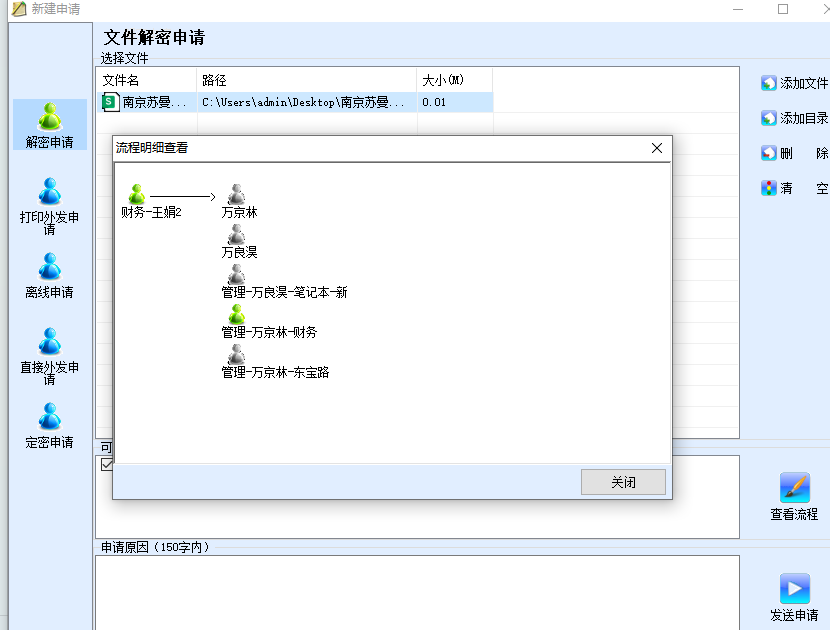 新建申请
文件解密申请
选择文件
文件名 路径 大小(M)
南京苏曼... C:\Users\admin\Desktop\南京苏曼... 0.01
添加文件
添加目录
删 除
清 空
解密申请
打印外发申
请
离线申请
直接外发申
请
定密申请
流程明细查看
财务-王娟2
万京林
万良淏
管理-万良淏-笔记本-新
管理-万京林-财务
管理-万京林-东宝路
关闭
可
查看流程
申请原因（150字内）
发送申请